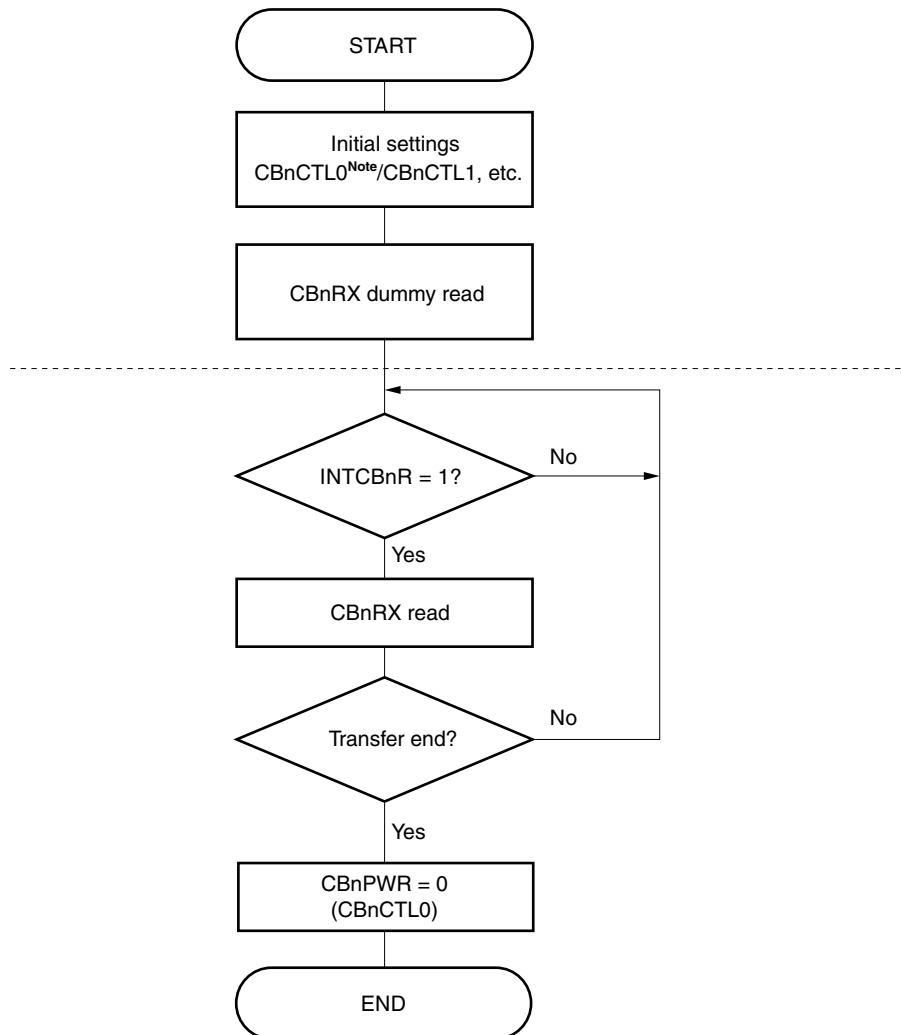 START
Initial settings
CBnCTL0Note/CBnCTL1, etc.
CBnRX dummy read
INTCBnR = 1?
No
Yes
CBnRX read
Transfer end?
No
Yes
CBnPWR = 0
(CBnCTL0)
END